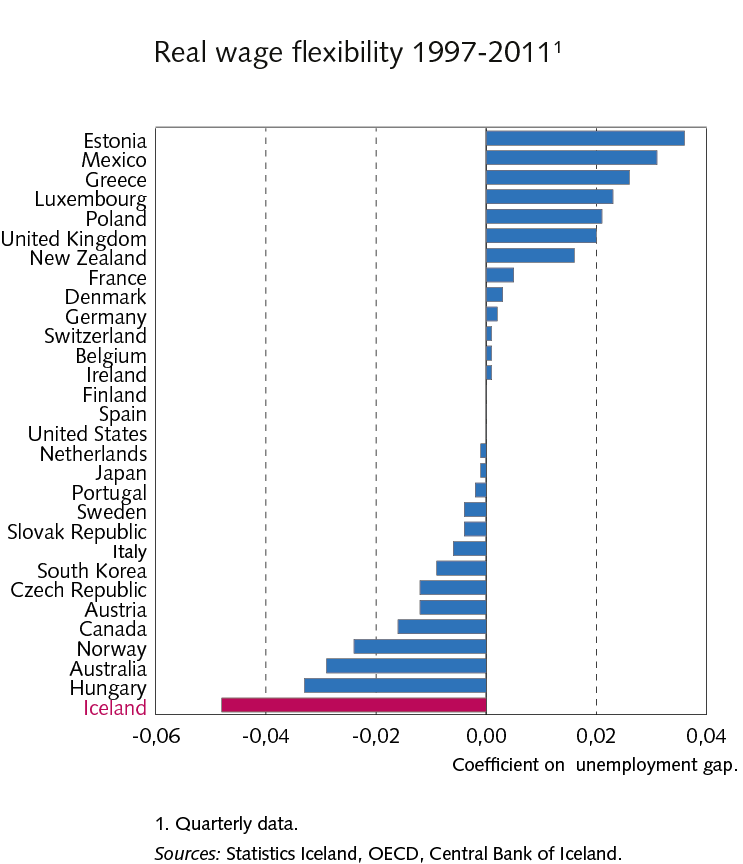 Real wage flexibility 1997-2011¹
Estonia
Mexico
Greece
Luxembourg
Poland
United Kingdom
New Zealand
France
Denmark
Germany
Switzerland
Belgium
Ireland
Finland
Spain
United States
Netherlands
Japan
Portugal
Sweden
Slovak Republic
Italy
South Korea
Czech Republic
Austria
Canada
Norway
Australia
Hungary
Iceland
-0,06 -0,04 -0,02 0,00 0,02 0,04
Coefficient on unemployment gap.
1. Quarterly data.
Sources: Statistics Iceland, OECD, Central Bank of Iceland.